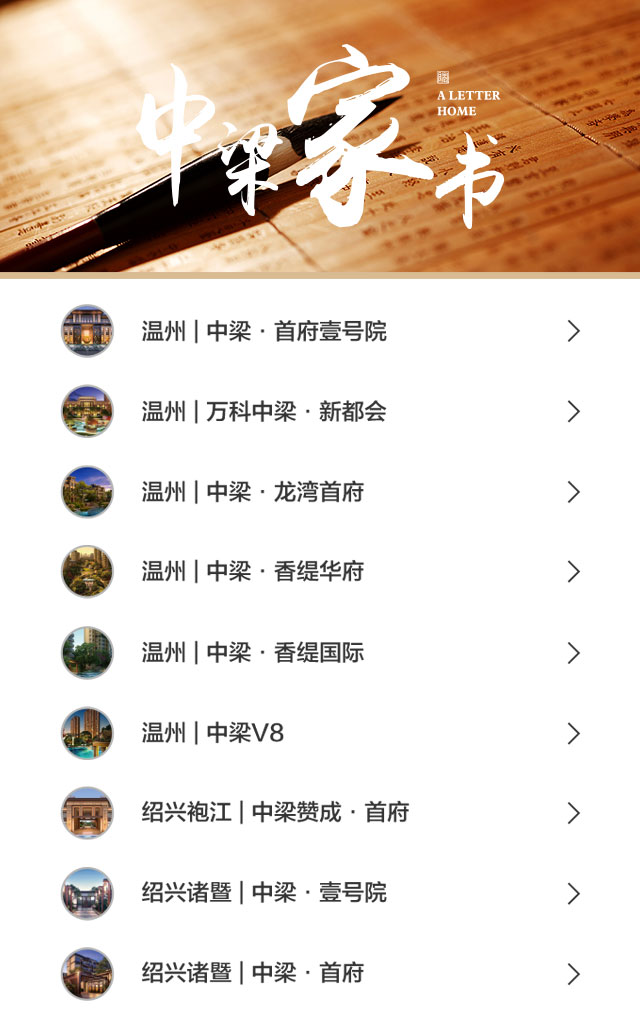 中梁家书
A LETTER
HOME
温州 | 中梁 · 首府壹号院
温州 | 万科中梁 · 新都会
温州 | 中梁 · 龙湾首府
温州 | 中梁 · 香缇华府
温州 | 中梁 · 香缇国际
温州 | 中梁V8
绍兴袍江 | 中梁赞成 · 首府
绍兴诸暨 | 中梁 · 壹号院
绍兴诸暨 | 中梁 · 首府